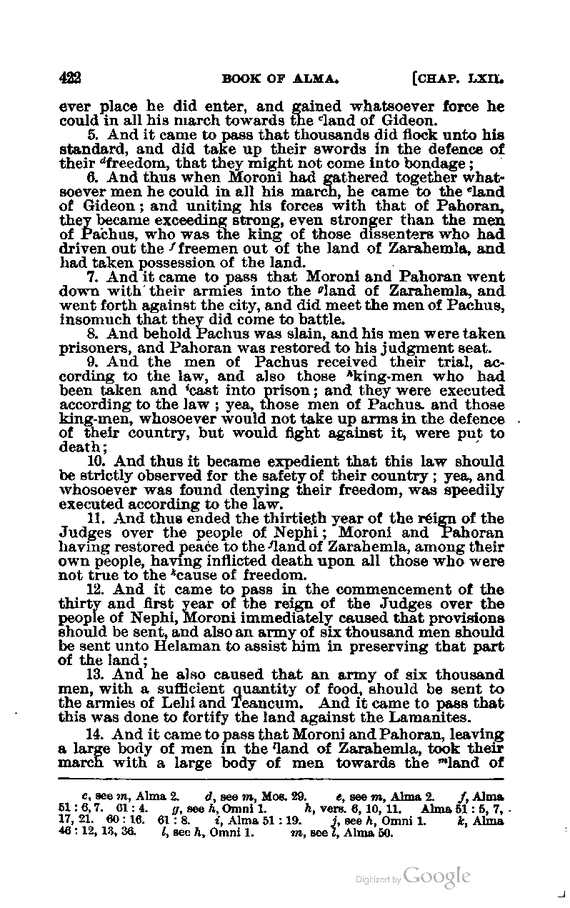 422 BOOK OF ALMA. [CHAP. LXII.
ever place he did enter, and gained whatsoever force he
could in all his march towards the ᶜland of Gideon.
5. And it came to pass that thousands did flock unto his
standard, and did take up their swords in the defence of
their ᵈfreedom, that they might not come into bondage;
6. And thus when Moroni had gathered together what-
soever men he could in all his march, he came to the ᵉland
of Gideon; and uniting his forces with that of Pahoran,
they became exceeding strong, even stronger than the men
of Pachus, who was the king of those dissenters who had
driven out the ᶠfreemen out of the land of Zarahemla, and
had taken possession of the land.
7. And it came to pass that Moroni and Pahoran went
down with their armies into the ᵍland of Zarahemla, and
went forth against the city, and did meet the men of Pachus,
insomuch that they did come to battle.
8. And behold Pachus was slain, and his men were taken
prisoners, and Pahoran was restored to his judgment seat.
9. And the men of Pachus received their trial, ac-
cording to the law, and also those ʰking-men who had
been taken and ⁱcast into prison; and they were executed
according to the law; yea, those men of Pachus. and those
king-men, whosoever would not take up arms in the defence
of their country, but would fight against it, were put to
death;
10. And thus it became expedient that this law should
be strictly observed for the safety of their country; yea, and
whosoever was found denying their freedom, was speedily
executed according to the law.
11. And thus ended the thirtieth year of the reign of the
Judges over the people of Nephi; Moroni and Pahoran
having restored peace to the ʲland of Zarahemla, among their
own people, having inflicted death upon all those who were
not true to the ᵏcause of freedom.
12. And it came to pass in the commencement of the
thirty and first year of the reign of the Judges over the
people of Nephi, Moroni immediately caused that provisions
should be sent, and also an army of six thousand men should
be sent unto Helaman to assist him in preserving that part
of the land;
13. And he also caused that an army of six thousand
men, with a sufficient quantity of food, should be sent to
the armies of Lehi and Teancum. And it came to pass that
this was done to fortify the land against the Lamanites.
14. And it came to pass that Moroni and Pahoran, leaving
a large body of men in the ˡland of Zarahemla, took their
march with a large body of men towards the ᵐland of
c, see m, Alma 2. d, see m, Mos. 29. e, see m, Alma 2. f, Alma
51 : 6, 7. 61 : 4. g, see h, Omni 1. h, vers. 6, 10, 11. Alma 51 : 5, 7,
17, 21. 60 : 16. 61 : 8. i, Alma 51 : 19. j, see h, Omni 1. k, Alma
46 : 12, 13, 36. l, see h, Omni 1. m, see l, Alma 50.
Digitized by Google